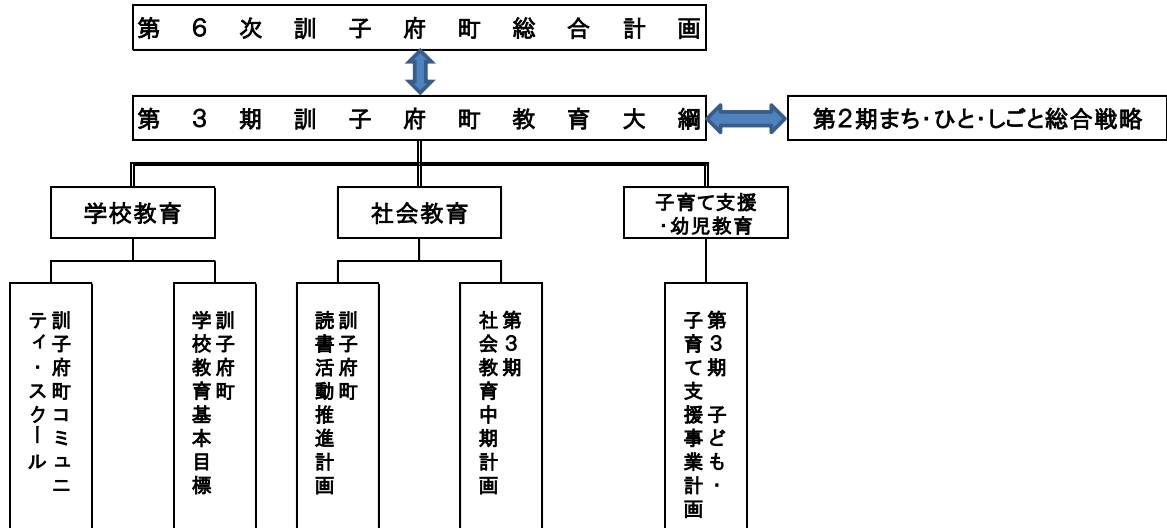 第６次訓子府町総合計画
第３期訓子府町教育大綱
第２期まち・ひと・しごと総合戦略
学校教育
社会教育
子育て支援
・幼児教育
訓子府町コミュニ
ティ・スクール
訓子府町
学校教育基本目標
訓子府町
読書活動推進計画
第３期
社会教育中期計画
第３期　子ども・
子育て支援事業計画